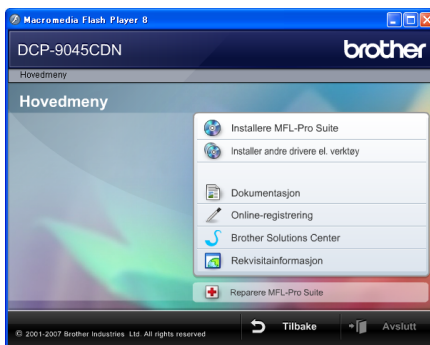 Macromedia Flash Player 8
DCP-9045CDN
brother
Hovedmeny
Hovedmeny
Installere MFL-Pro Suite
Installer andre drivere el. verktøy
Dokumentasjon
Online-registrering
Brother Solutions Center
Rekvisitainformasjon
Reparere MFL-Pro Suite
© 2001-2007 Brother Industries Ltd. All rights reserved
Tilbake
Avslutt